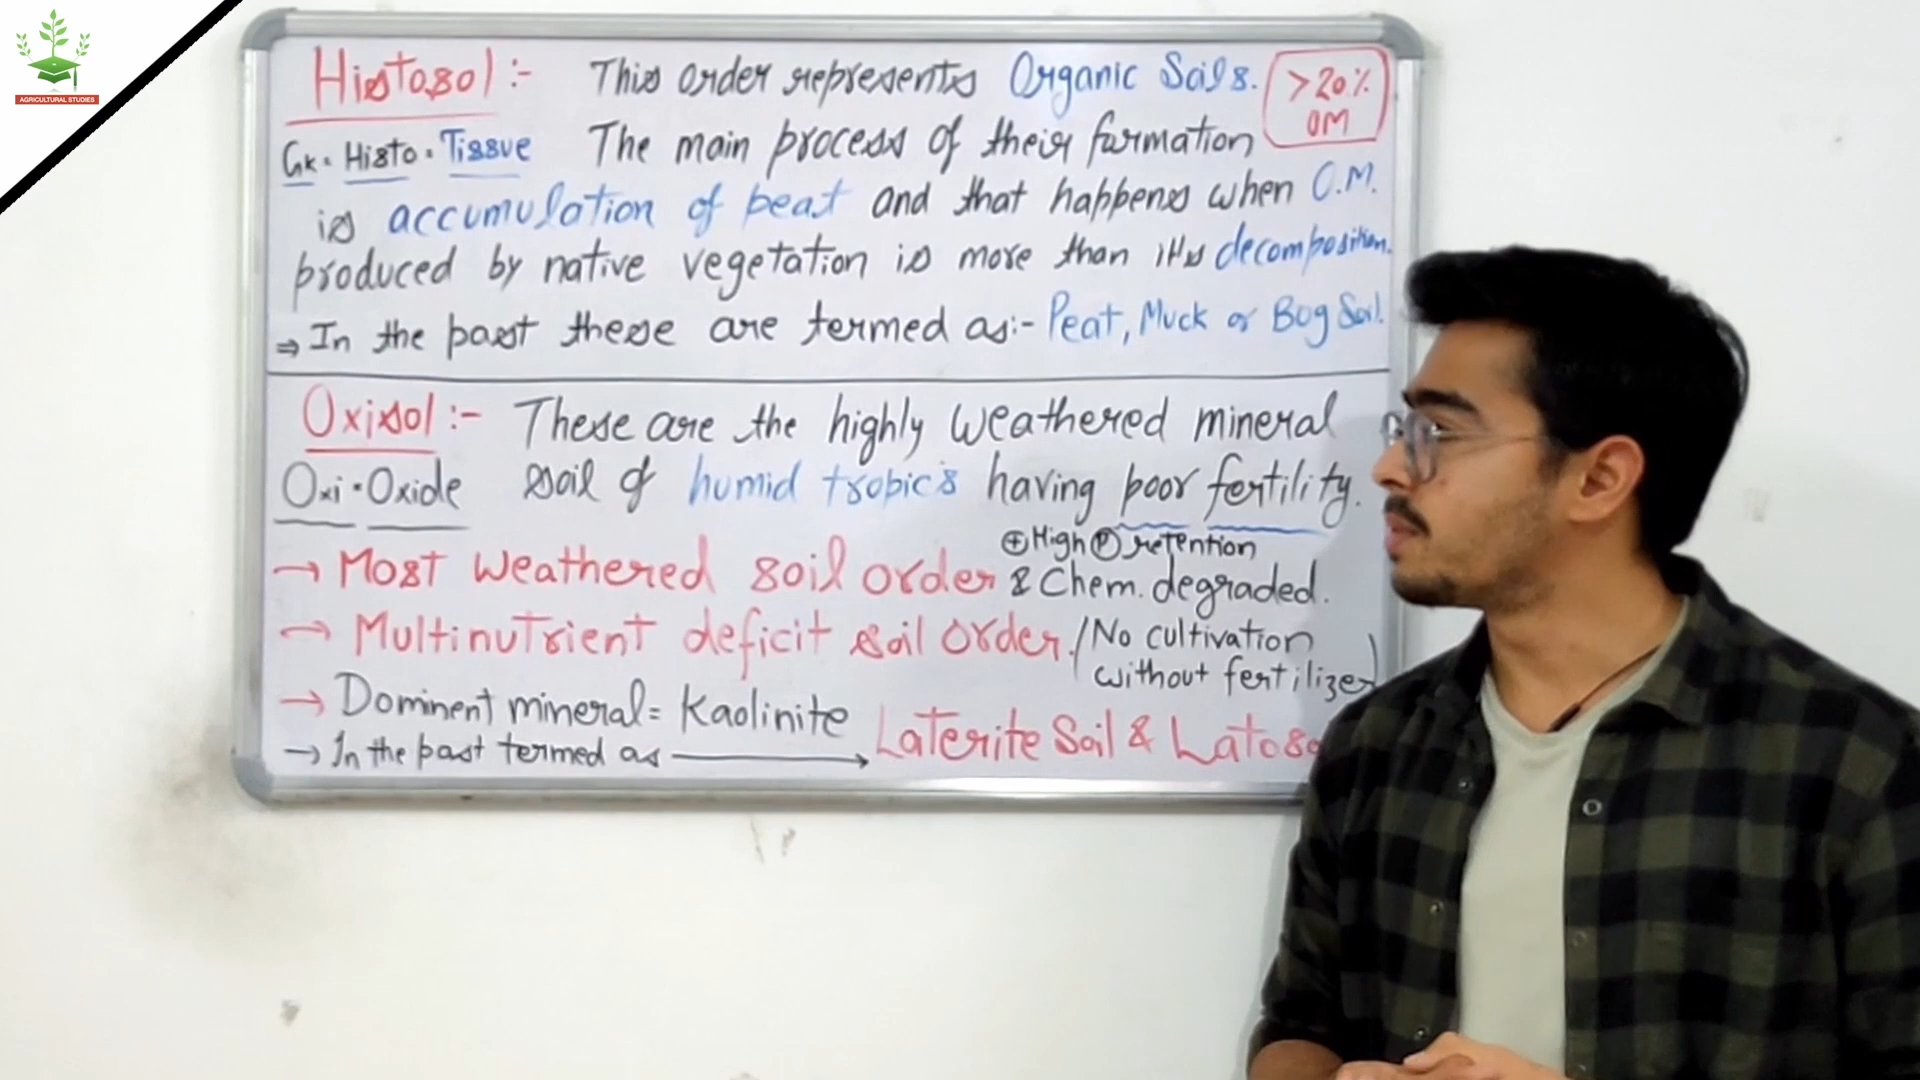 AGRICULTURAL STUDIES
Histosol :- This order represents Organic Soils. >20% OM
Gk = Histo = Tissue The main process of their formation
is accumulation of peat and that happens when O.M.
produced by native vegetation is more than it's decomposition.
⇒ In the past these are termed as:- Peat, Muck or Bog Soil.
Oxisol :- These are the highly weathered mineral
Oxi = Oxide soil of humid tropics having poor fertility.
⊕ High Ⓟ retention
→ Most weathered soil order & Chem. degraded.
→ Multinutrient deficit soil order. (No cultivation
without fertilizer)
→ Dominent mineral = Kaolinite
→ In the past termed as → Laterite Soil & Latoso